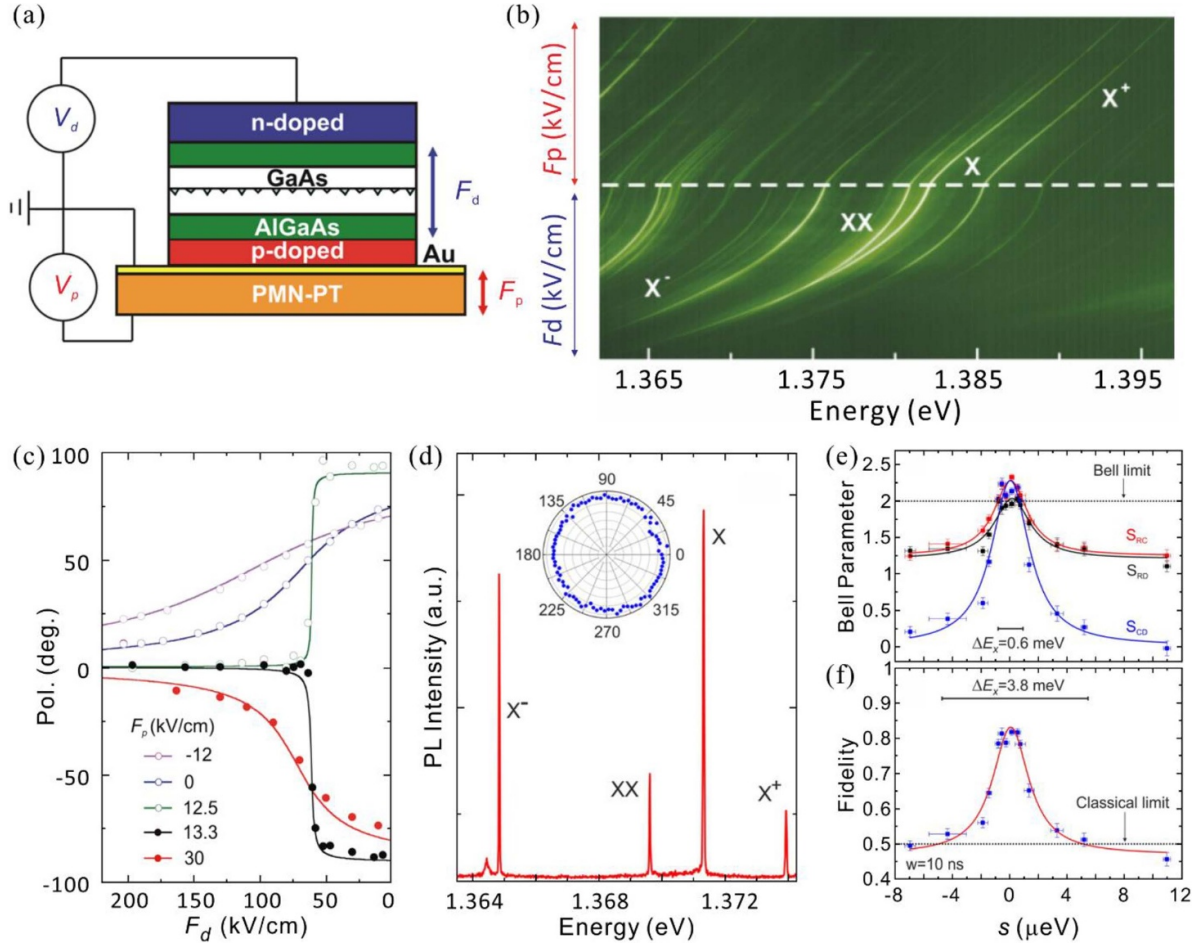 (a)
V_d
n-doped
GaAs
F_d
AlGaAs
p-doped
Au
V_p
PMN-PT
F_p
(b)
Fp (kV/cm)
Fd (kV/cm)
X⁺
X
XX
X⁻
1.365 1.375 1.385 1.395
Energy (eV)
(c)
Pol. (deg.)
100
50
0
-50
-100
F_p (kV/cm)
-12
0
12.5
13.3
30
200 150 100 50 0
F_d (kV/cm)
(d)
PL Intensity (a.u.)
90
135 45
180 0
225 315
270
X
X⁻
XX
X⁺
1.364 1.368 1.372
Energy (eV)
(e)
Bell Parameter
2.5
2
1.5
1
0.5
0
Bell limit
S_RC
S_RD
S_CD
ΔE_x=0.6 meV
(f)
ΔE_x=3.8 meV
Fidelity
1
0.9
0.8
0.7
0.6
0.5
0.4
Classical limit
w=10 ns
-8 -4 0 4 8 12
s (μeV)